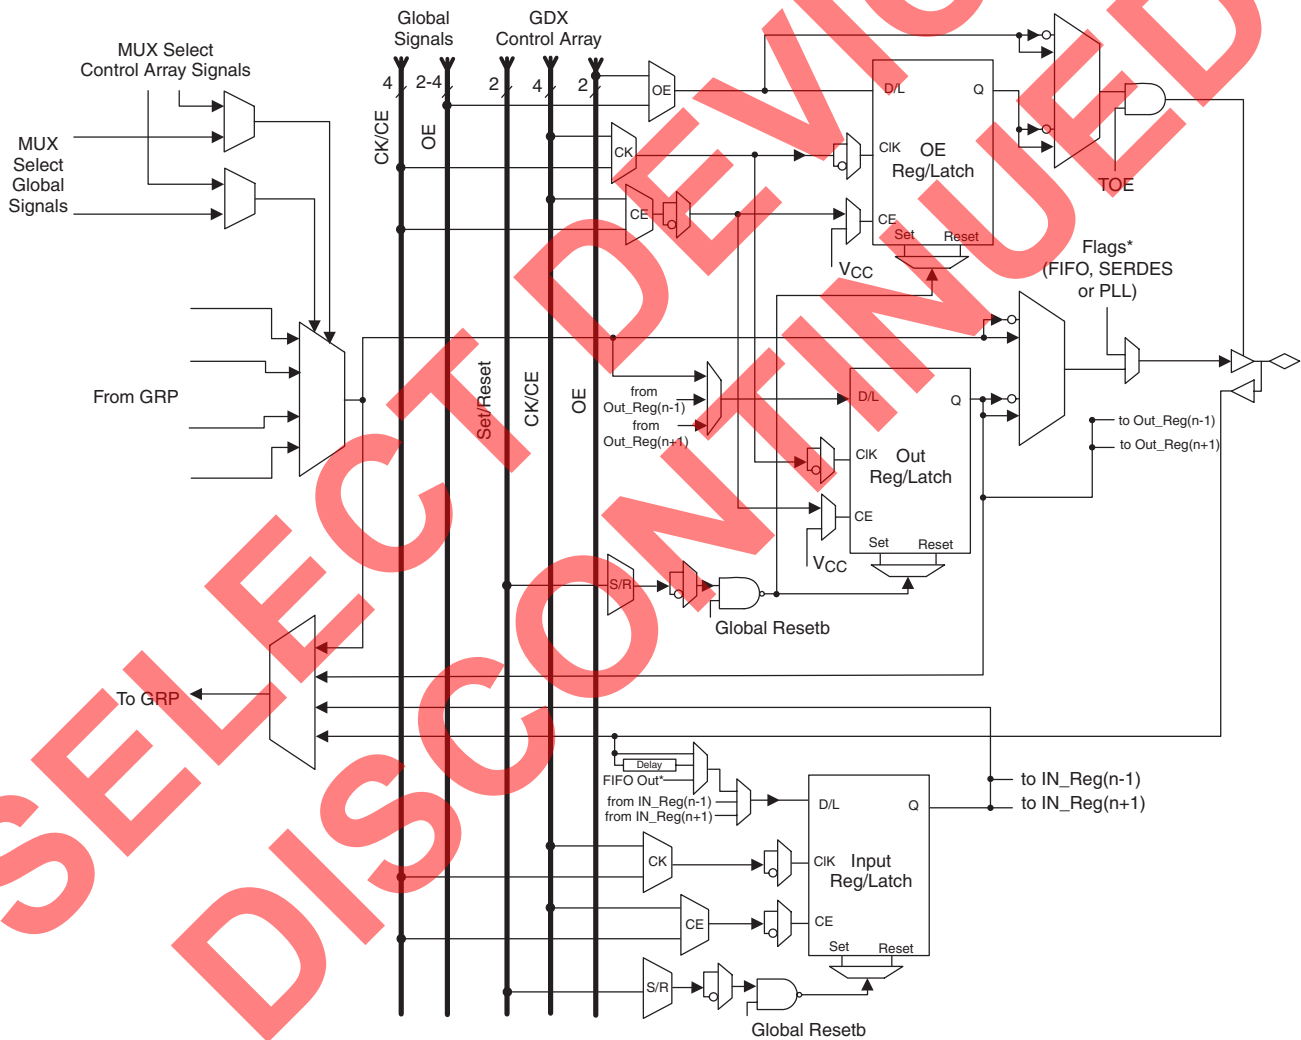 Global
Signals
GDX
Control Array
MUX Select
Control Array Signals
4
2-4
2
4
2
OE
D/L
Q
CK/CE
OE
MUX
Select
Global
Signals
CK
ClK
OE
Reg/Latch
TOE
CE
CE
Set
Reset
VCC
Flags*
(FIFO, SERDES
or PLL)
From GRP
Set/Reset
CK/CE
OE
from
Out_Reg(n-1)
from
Out_Reg(n+1)
D/L
Q
to Out_Reg(n-1)
to Out_Reg(n+1)
ClK
Out
Reg/Latch
CE
Set
Reset
VCC
S/R
Global Resetb
To GRP
Delay
FIFO Out*
from IN_Reg(n-1)
from IN_Reg(n+1)
D/L
Q
to IN_Reg(n-1)
to IN_Reg(n+1)
CK
ClK
Input
Reg/Latch
CE
CE
Set
Reset
S/R
Global Resetb
SELECT DEVIC
DISCONTINUED